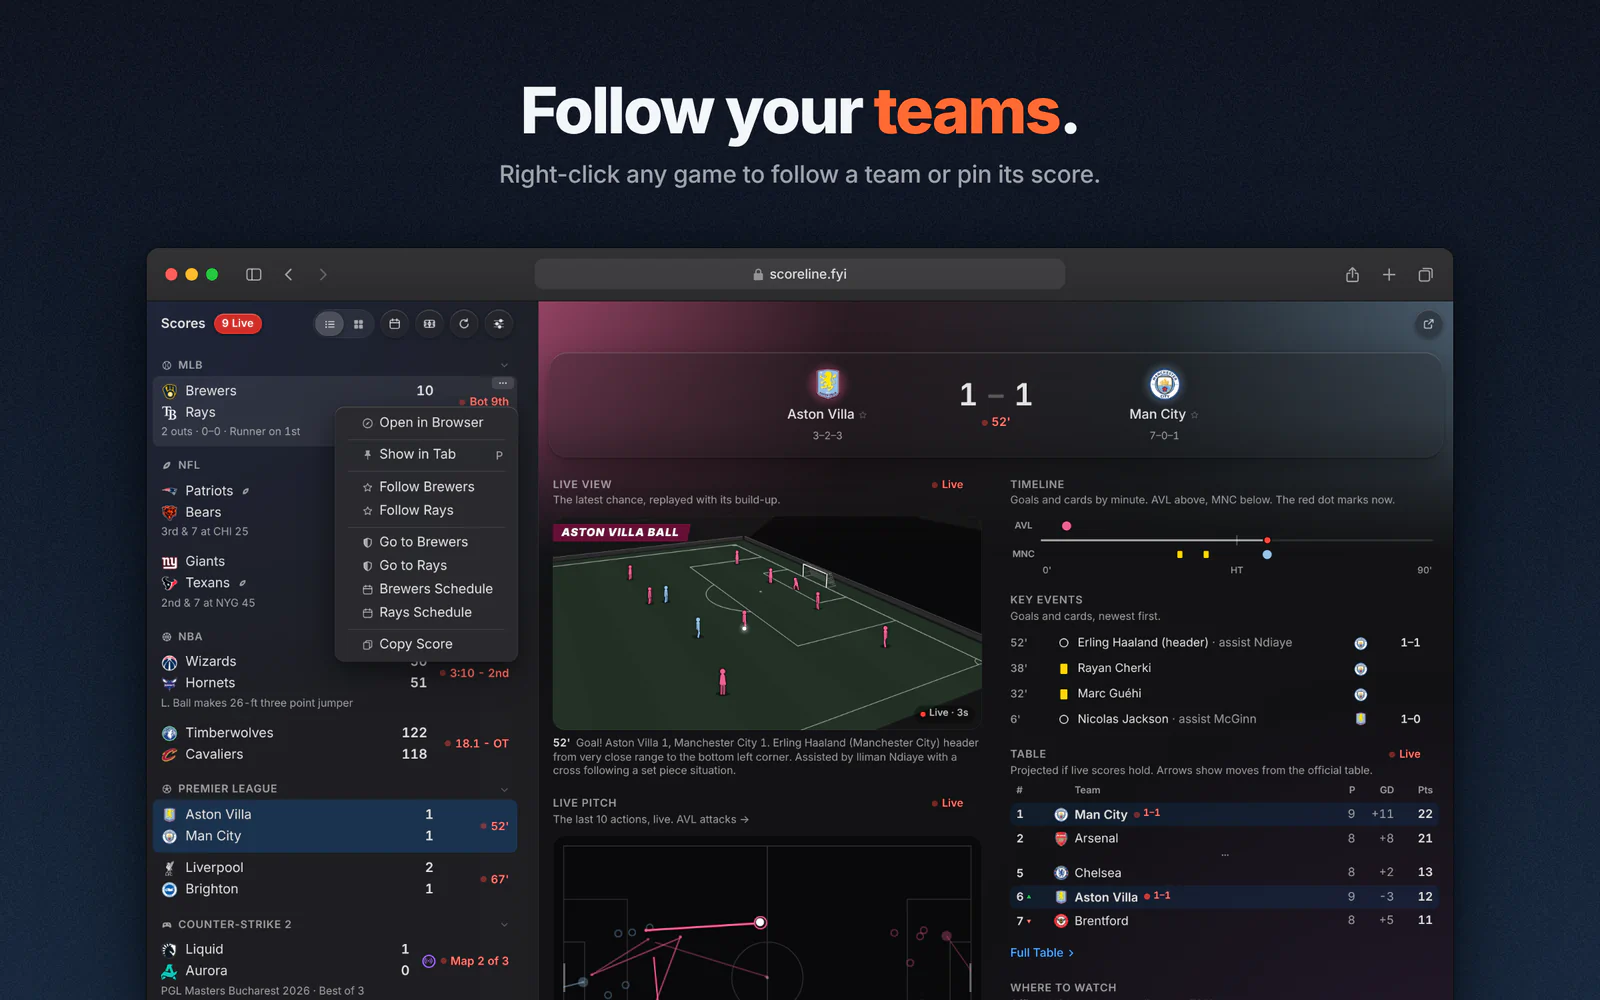 Follow your teams.
Right-click any game to follow a team or pin its score.
scoreline.fyi
Scores 9 Live
MLB
Brewers 10
Bot 9th
Rays
2 outs · 0–0 · Runner on 1st
Open in Browser
Show in Tab P
Follow Brewers
Follow Rays
Go to Brewers
Go to Rays
Brewers Schedule
Rays Schedule
Copy Score
NFL
Patriots
Bears
3rd & 7 at CHI 25
Giants
Texans
2nd & 7 at NYG 45
NBA
Wizards
Hornets 51
3:10 - 2nd
L. Ball makes 26-ft three point jumper
Timberwolves 122
Cavaliers 118
18.1 - OT
PREMIER LEAGUE
Aston Villa 1
Man City 1
52'
Liverpool 2
Brighton 1
67'
COUNTER-STRIKE 2
Liquid 1
Aurora 0
Map 2 of 3
PGL Masters Bucharest 2026 · Best of 3
Aston Villa
3–2–3
1 – 1
52'
Man City
7–0–1
LIVE VIEW Live
The latest chance, replayed with its build-up.
ASTON VILLA BALL
Live · 3s
52' Goal! Aston Villa 1, Manchester City 1. Erling Haaland (Manchester City) header
from very close range to the bottom left corner. Assisted by Iliman Ndiaye with a
cross following a set piece situation.
LIVE PITCH Live
The last 10 actions, live. AVL attacks →
TIMELINE
Goals and cards by minute. AVL above, MNC below. The red dot marks now.
AVL
MNC
0' HT 90'
KEY EVENTS
Goals and cards, newest first.
52' Erling Haaland (header) · assist Ndiaye 1–1
38' Rayan Cherki
32' Marc Guéhi
6' Nicolas Jackson · assist McGinn 1–0
TABLE Live
Projected if live scores hold. Arrows show moves from the official table.
# Team P GD Pts
1 Man City 1–1 9 +11 22
2 Arsenal 8 +8 21
...
5 Chelsea 8 +2 13
6 Aston Villa 1–1 9 -3 12
7 Brentford 8 +5 11
Full Table ›
WHERE TO WATCH